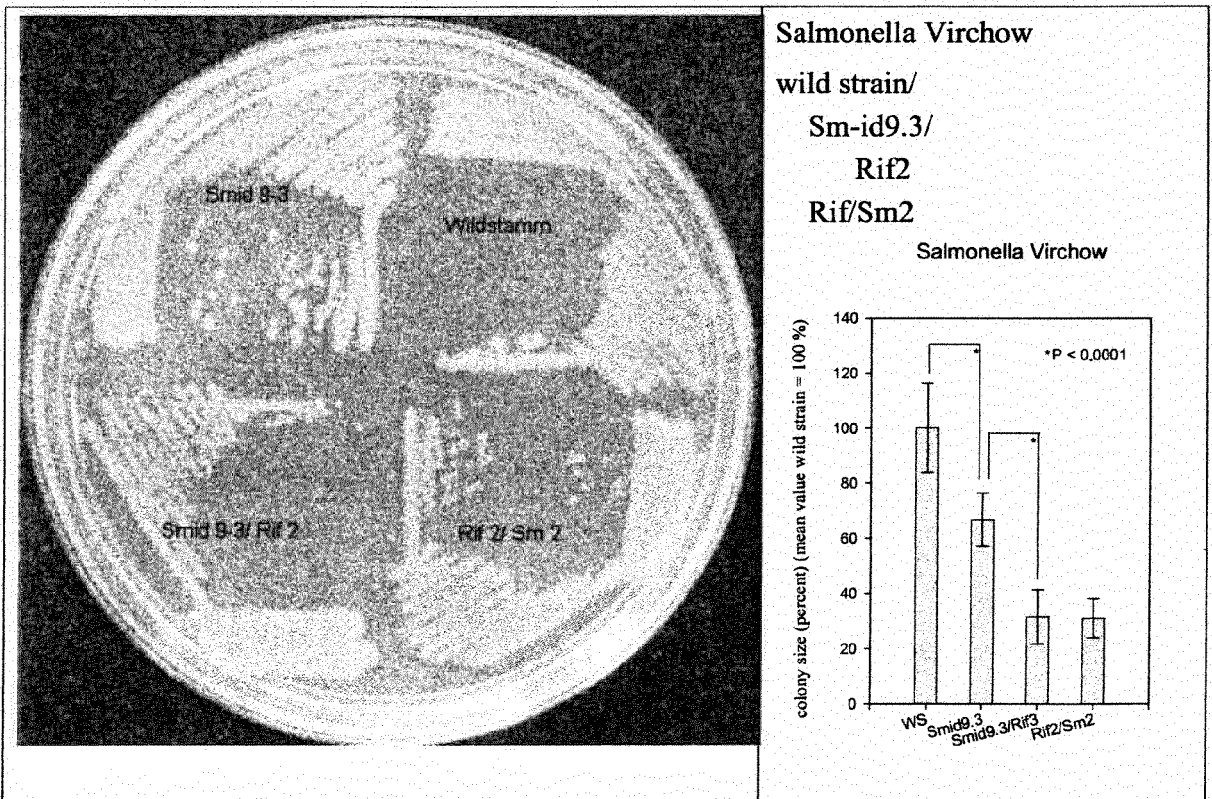 Smid 9-3
Wildstamm
Smid 9-3/ Rif 2
Rif 2/ Sm 2
Salmonella Virchow
wild strain/
Sm-id9.3/
Rif2
Rif/Sm2
Salmonella Virchow
colony size (percent) (mean value wild strain = 100 %)
140
120
100
80
60
40
20
0
*P < 0,0001
*
*
WS
Smid9.3
Smid9.3/Rif3
Rif2/Sm2